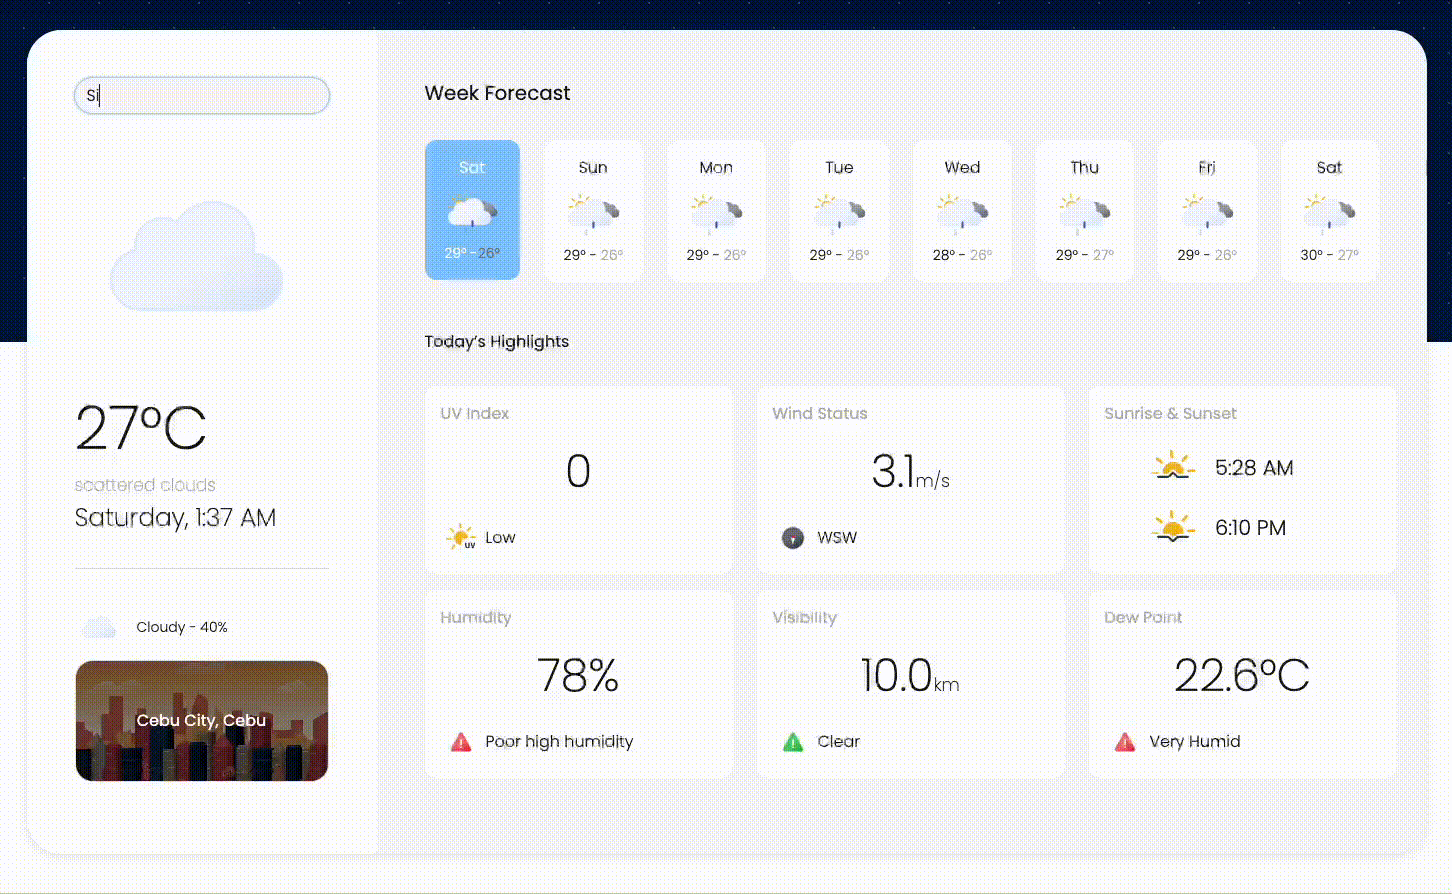 Si
27°C
scattered clouds
Saturday, 1:37 AM
Cloudy - 40%
Cebu City, Cebu
Week Forecast
Sat Sun Mon Tue Wed Thu Fri Sat
29° - 26° 29° - 26° 29° - 26° 29° - 26° 28° - 26° 29° - 27° 29° - 26° 30° - 27°
Today's Highlights
UV Index
0
uv Low
Wind Status
3.1m/s
WSW
Sunrise & Sunset
5:28 AM
6:10 PM
Humidity
78%
Poor high humidity
Visibility
10.0km
Clear
Dew Point
22.6°C
Very Humid